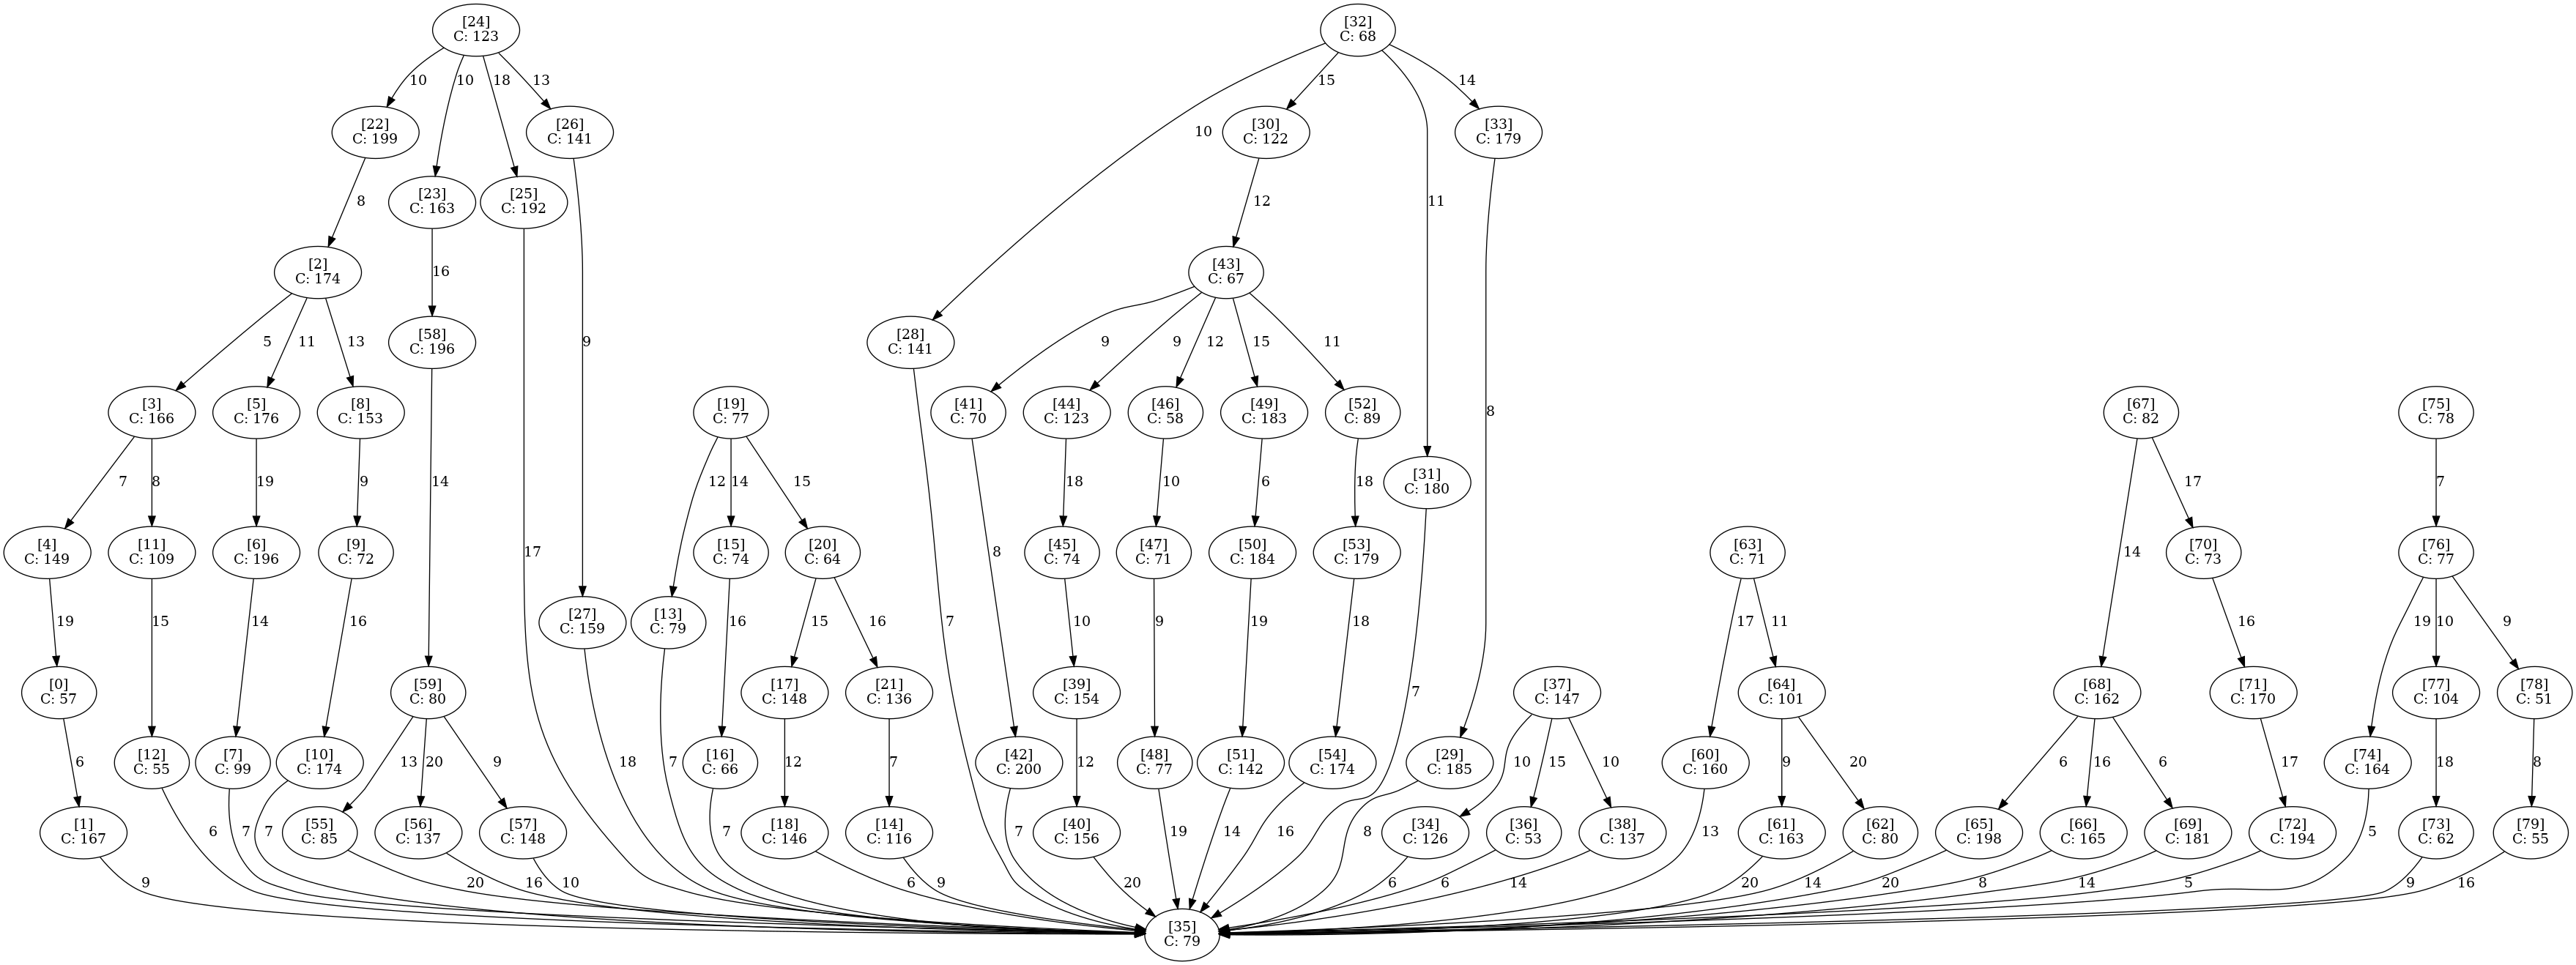 [24]
C: 123
[32]
C: 68
10
10
18
13
10
15
11
14
[22]
C: 199
[26]
C: 141
[30]
C: 122
[33]
C: 179
[23]
C: 163
[25]
C: 192
8
12
[2]
C: 174
[43]
C: 67
16
9
8
5
11
13
9
9
12
15
11
[58]
C: 196
[28]
C: 141
[3]
C: 166
[5]
C: 176
[8]
C: 153
[19]
C: 77
[41]
C: 70
[44]
C: 123
[46]
C: 58
[49]
C: 183
[52]
C: 89
[67]
C: 82
[75]
C: 78
7
8
19
9
14
12
14
15
18
10
6
18
[31]
C: 180
17
7
[4]
C: 149
[11]
C: 109
[6]
C: 196
[9]
C: 72
17
[15]
C: 74
[20]
C: 64
8
[45]
C: 74
[47]
C: 71
[50]
C: 184
[53]
C: 179
[63]
C: 71
14
[70]
C: 73
[76]
C: 77
19
15
14
16
[27]
C: 159
[13]
C: 79
16
15
16
7
10
9
19
18
17
11
16
19
10
9
[0]
C: 57
[59]
C: 80
[17]
C: 148
[21]
C: 136
[39]
C: 154
7
[37]
C: 147
[64]
C: 101
[68]
C: 162
[71]
C: 170
[77]
C: 104
[78]
C: 51
6
[12]
C: 55
[7]
C: 99
[10]
C: 174
13
20
9
18
7
[16]
C: 66
12
7
[42]
C: 200
12
[48]
C: 77
[51]
C: 142
[54]
C: 174
[29]
C: 185
10
15
10
[60]
C: 160
9
20
6
16
6
17
[74]
C: 164
18
8
[1]
C: 167
6
7
7
[55]
C: 85
[56]
C: 137
[57]
C: 148
7
[18]
C: 146
[14]
C: 116
7
[40]
C: 156
19
14
16
8
[34]
C: 126
[36]
C: 53
[38]
C: 137
13
[61]
C: 163
[62]
C: 80
[65]
C: 198
[66]
C: 165
[69]
C: 181
[72]
C: 194
5
[73]
C: 62
[79]
C: 55
9
20
16
10
6
9
20
6
6
14
20
14
20
8
14
5
9
16
[35]
C: 79